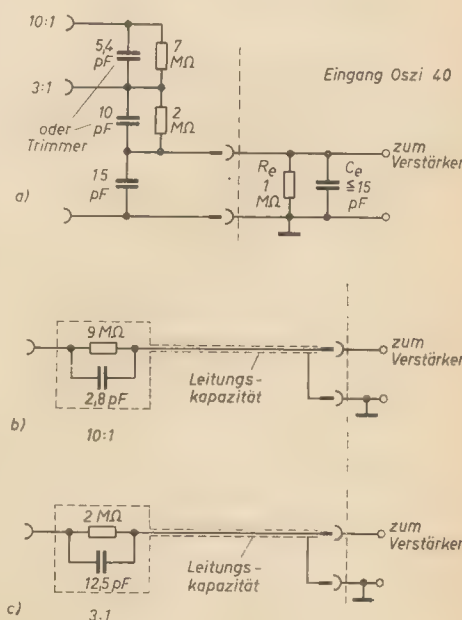 10:1
5,4
pF
7
MΩ
Eingang Oszi 40
3:1
10
pF
2
MΩ
oder
Trimmer
15
pF
Re
1
MΩ
Ce
≦15
pF
zum
Verstärker
a)
9 MΩ
2,8 pF
Leitungs-
kapazität
zum
Verstärker
b)
10:1
2 MΩ
12,5 pF
Leitungs-
kapazität
zum
Verstärker
c)
3:1